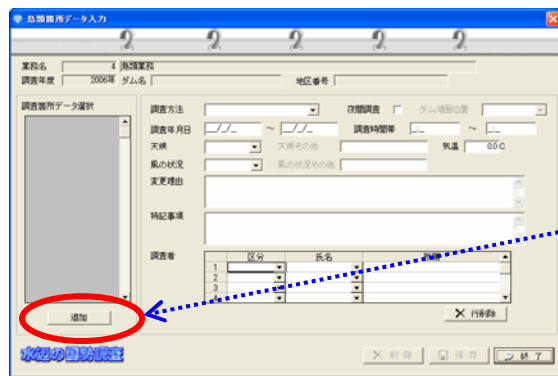 鳥類箇所データ入力
業務名 4 鳥類業務
調査年度 2006年 ダム名 地区番号
調査箇所データ選択
調査方法 夜間調査 ダム湖畔位置
調査年月日 _/_/_ ～ _/_/_ 調査時間帯 _:_ ～ _:_
天候 天候その他 気温 0.0 C
風の状況 風の状況その他
変更理由
特記事項
調査者 区分 氏名
1
2
3
4
追加
行削除
水辺の国勢調査
削除 保存 終了